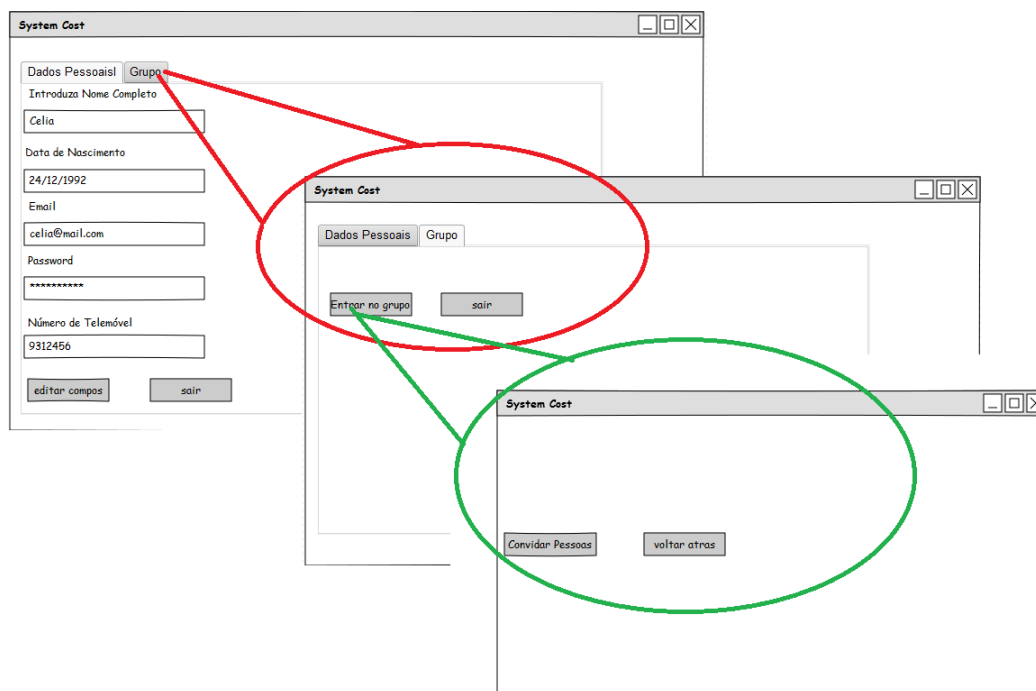 System Cost
Dados Pessoaisl Grupo
Introduza Nome Completo
Celia
Data de Nascimento
24/12/1992
Email
celia@mail.com
Password
**********
Número de Telemóvel
9312456
editar campos sair
System Cost
Dados Pessoais Grupo
Entrar no grupo sair
System Cost
Convidar Pessoas voltar atras